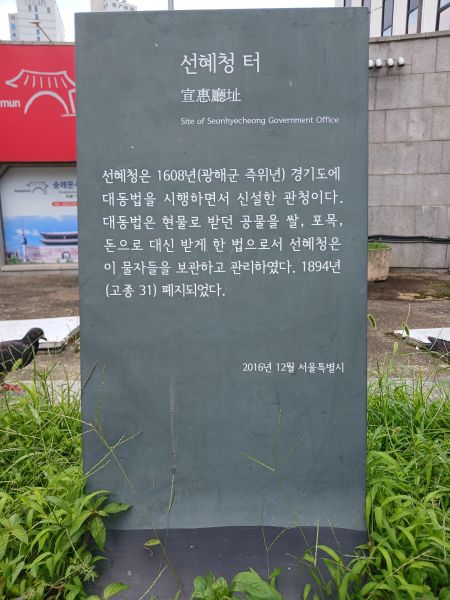 선혜청 터
宣惠廳址
Site of Seonhyecheong Government Office
선혜청은 1608년(광해군 즉위년) 경기도에
대동법을 시행하면서 신설한 관청이다.
대동법은 현물로 받던 공물을 쌀, 포목,
돈으로 대신 받게 한 법으로서 선혜청은
이 물자들을 보관하고 관리하였다. 1894년
(고종 31) 폐지되었다.
2016년 12월 서울특별시
mun